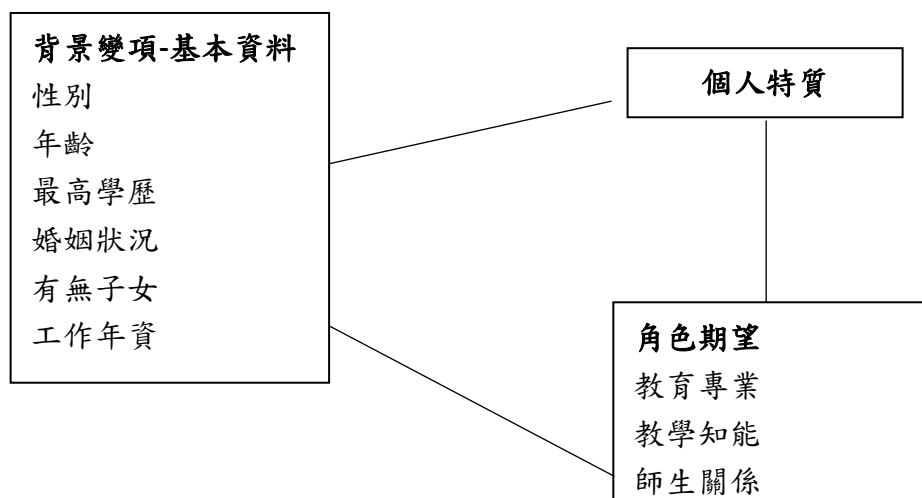 背景變項-基本資料
性別
年齡
最高學歷
婚姻狀況
有無子女
工作年資
個人特質
角色期望
教育專業
教學知能
師生關係